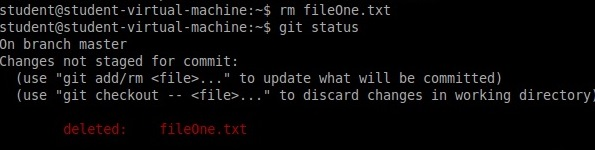 student@student-virtual-machine:~$ rm fileOne.txt
student@student-virtual-machine:~$ git status
On branch master
Changes not staged for commit:
  (use "git add/rm <file>..." to update what will be committed)
  (use "git checkout -- <file>..." to discard changes in working directory)

        deleted:    fileOne.txt